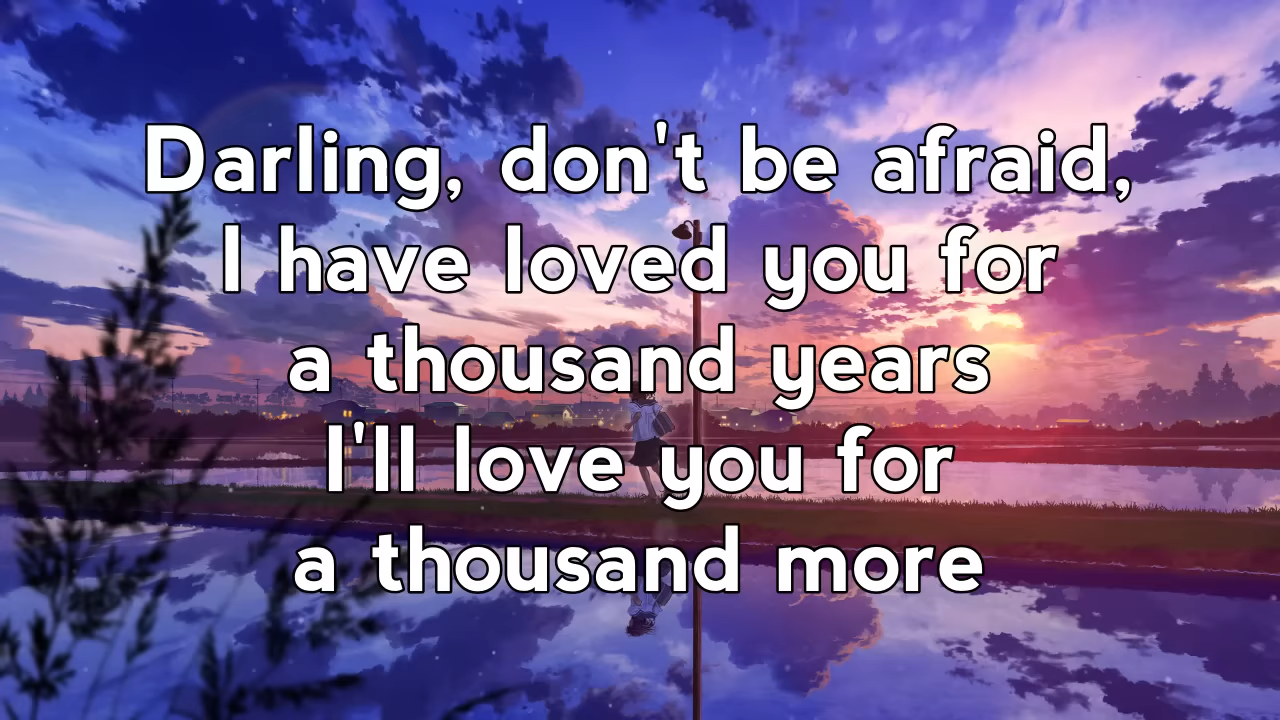 Darling, don't be afraid,
I have loved you for
a thousand years
I'll love you for
a thousand more